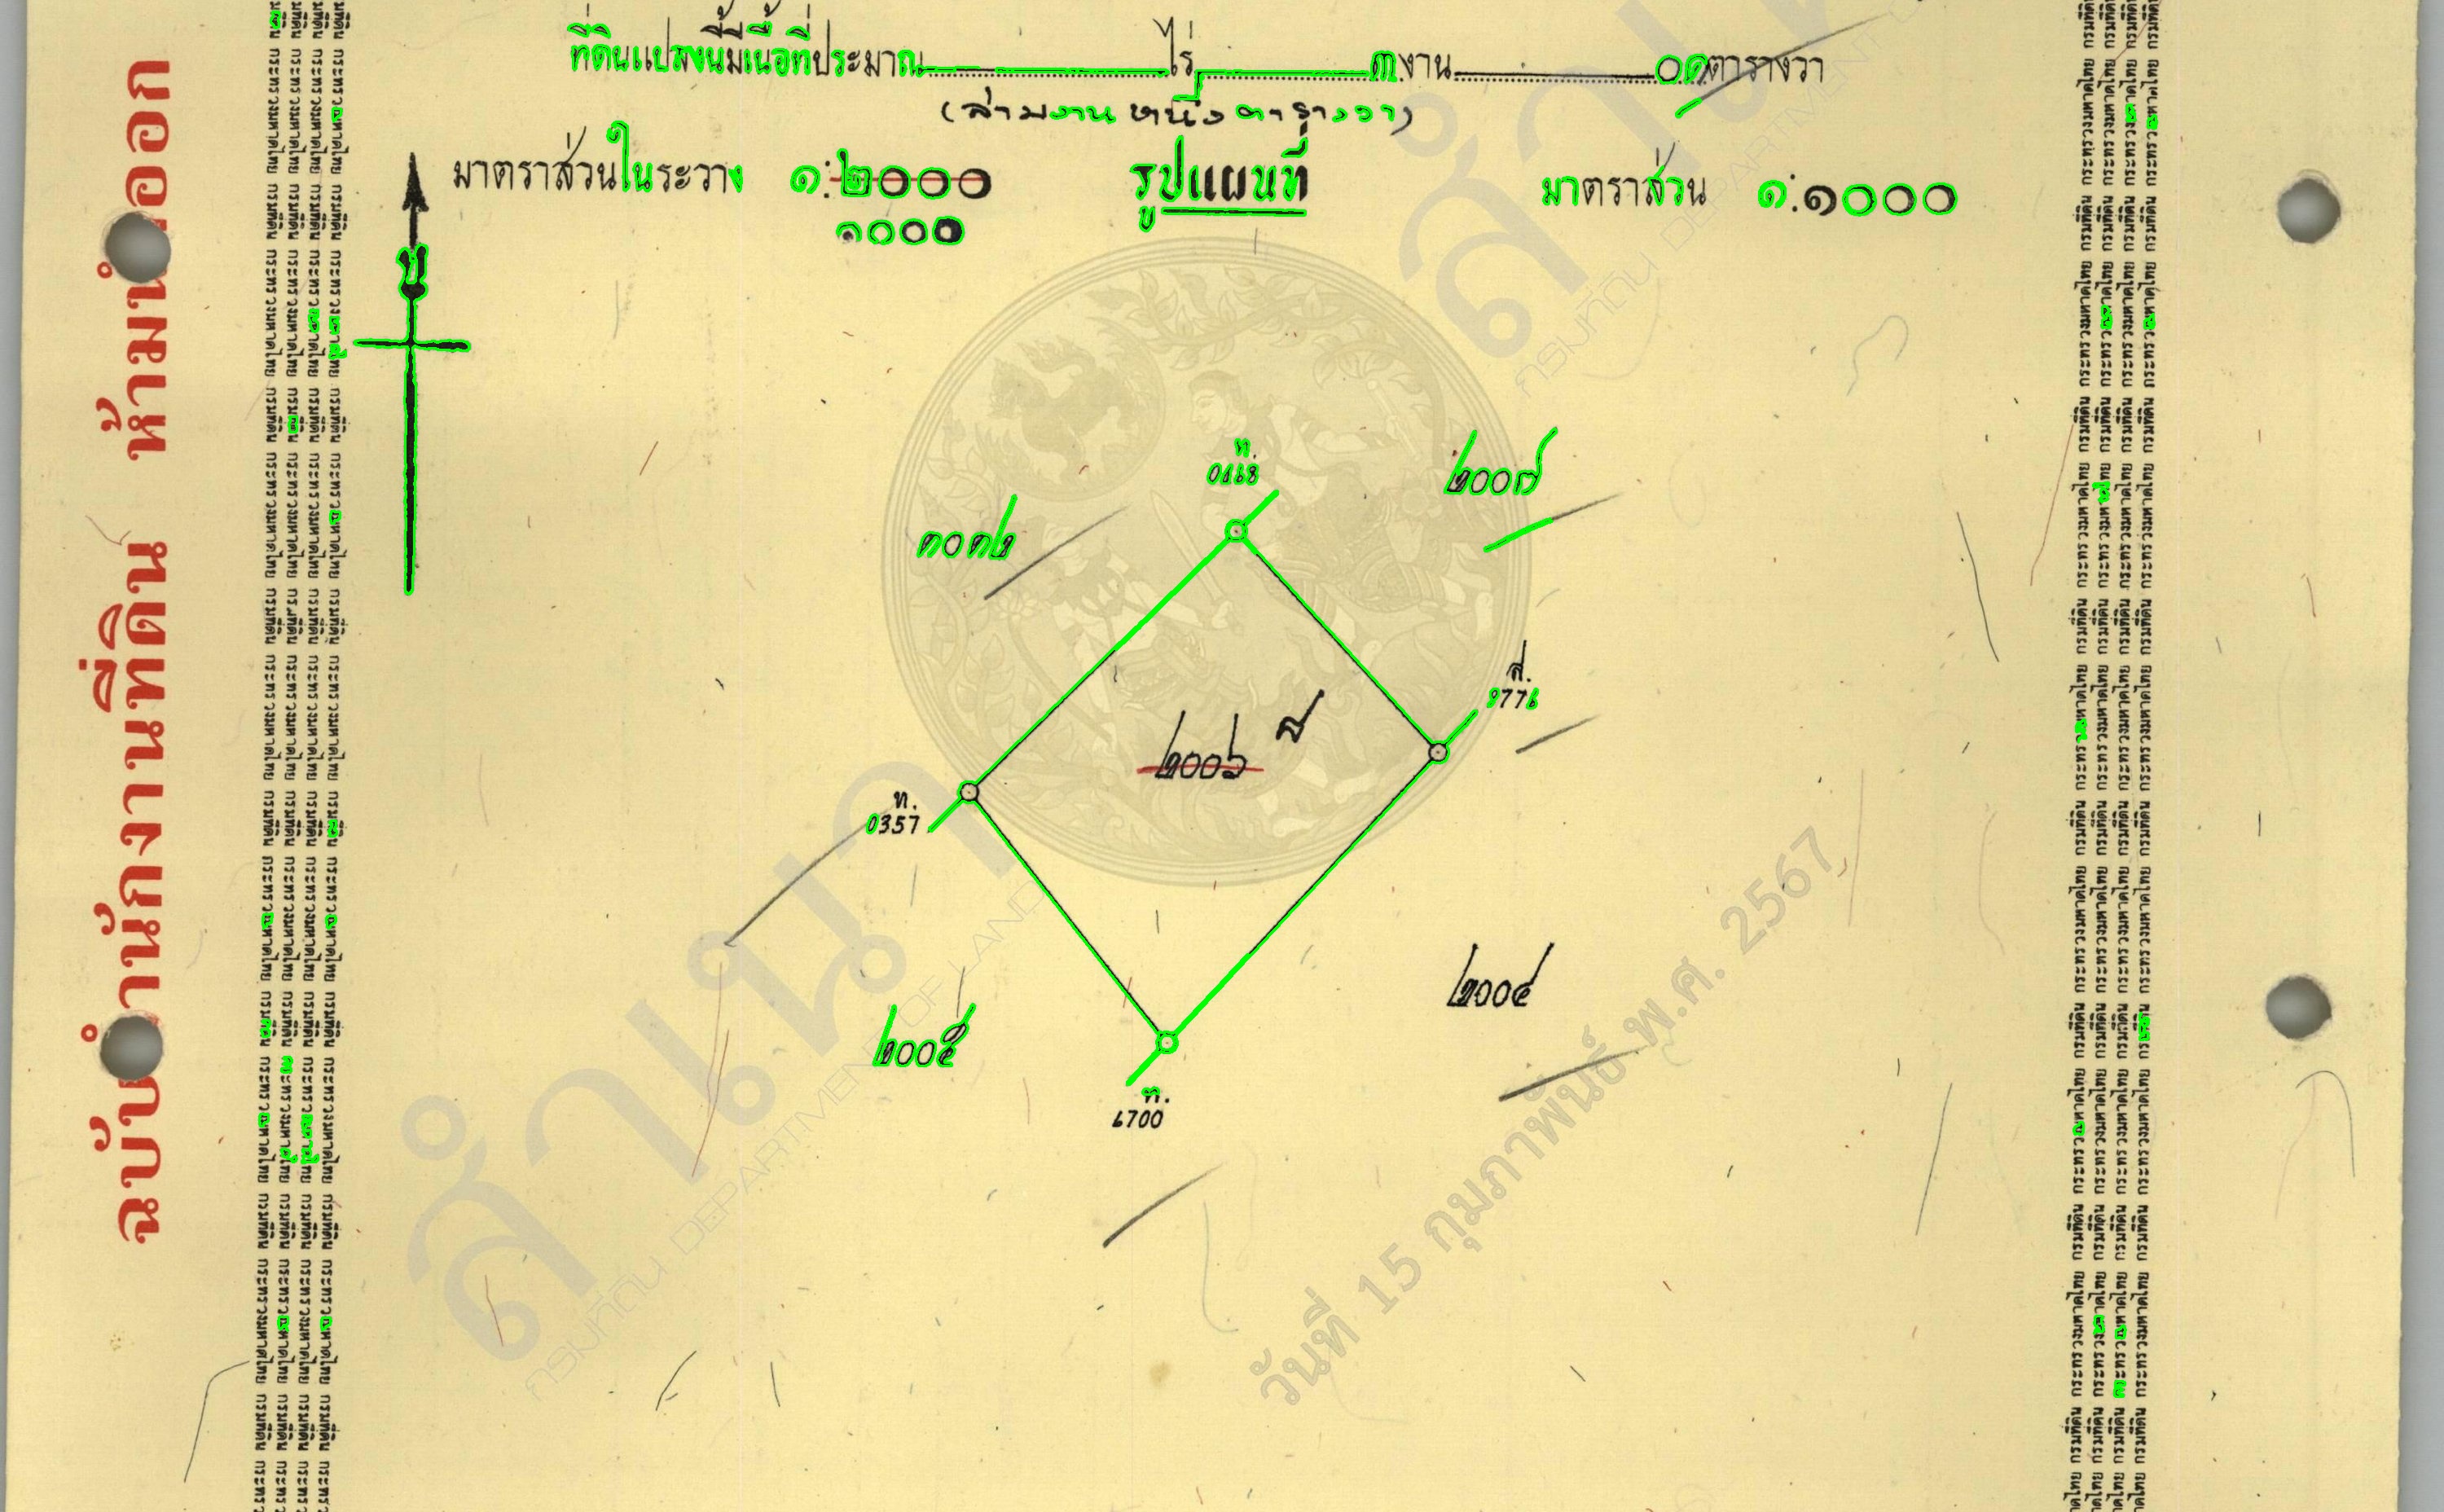 ที่ดินแปลงนี้มีเนื้อที่ประมาณ ไร่ ๓ งาน ๐๑ ตารางวา
(สามงานหนึ่งตารางวา)
มาตราส่วนในระวาง ๑:๒๐๐๐ รูปแผนที่ มาตราส่วน ๑:๑๐๐๐
๑๐๐๐
น
ท.
๒๐๐๗
๓๐๓๒
ส.
9776
๒๐๐๖ ส
ท.
0357
๒๐๐๔
๒๐๐๕
ท.
6700
ฉบับสำนักงานที่ดิน ห้ามนำออก
สำเนา
กรมที่ดิน DEPARTMENT OF LANDS
วันที่ 15 กุมภาพันธ์ พ.ศ. 2567
กรมที่ดิน กระทรวงมหาดไทย